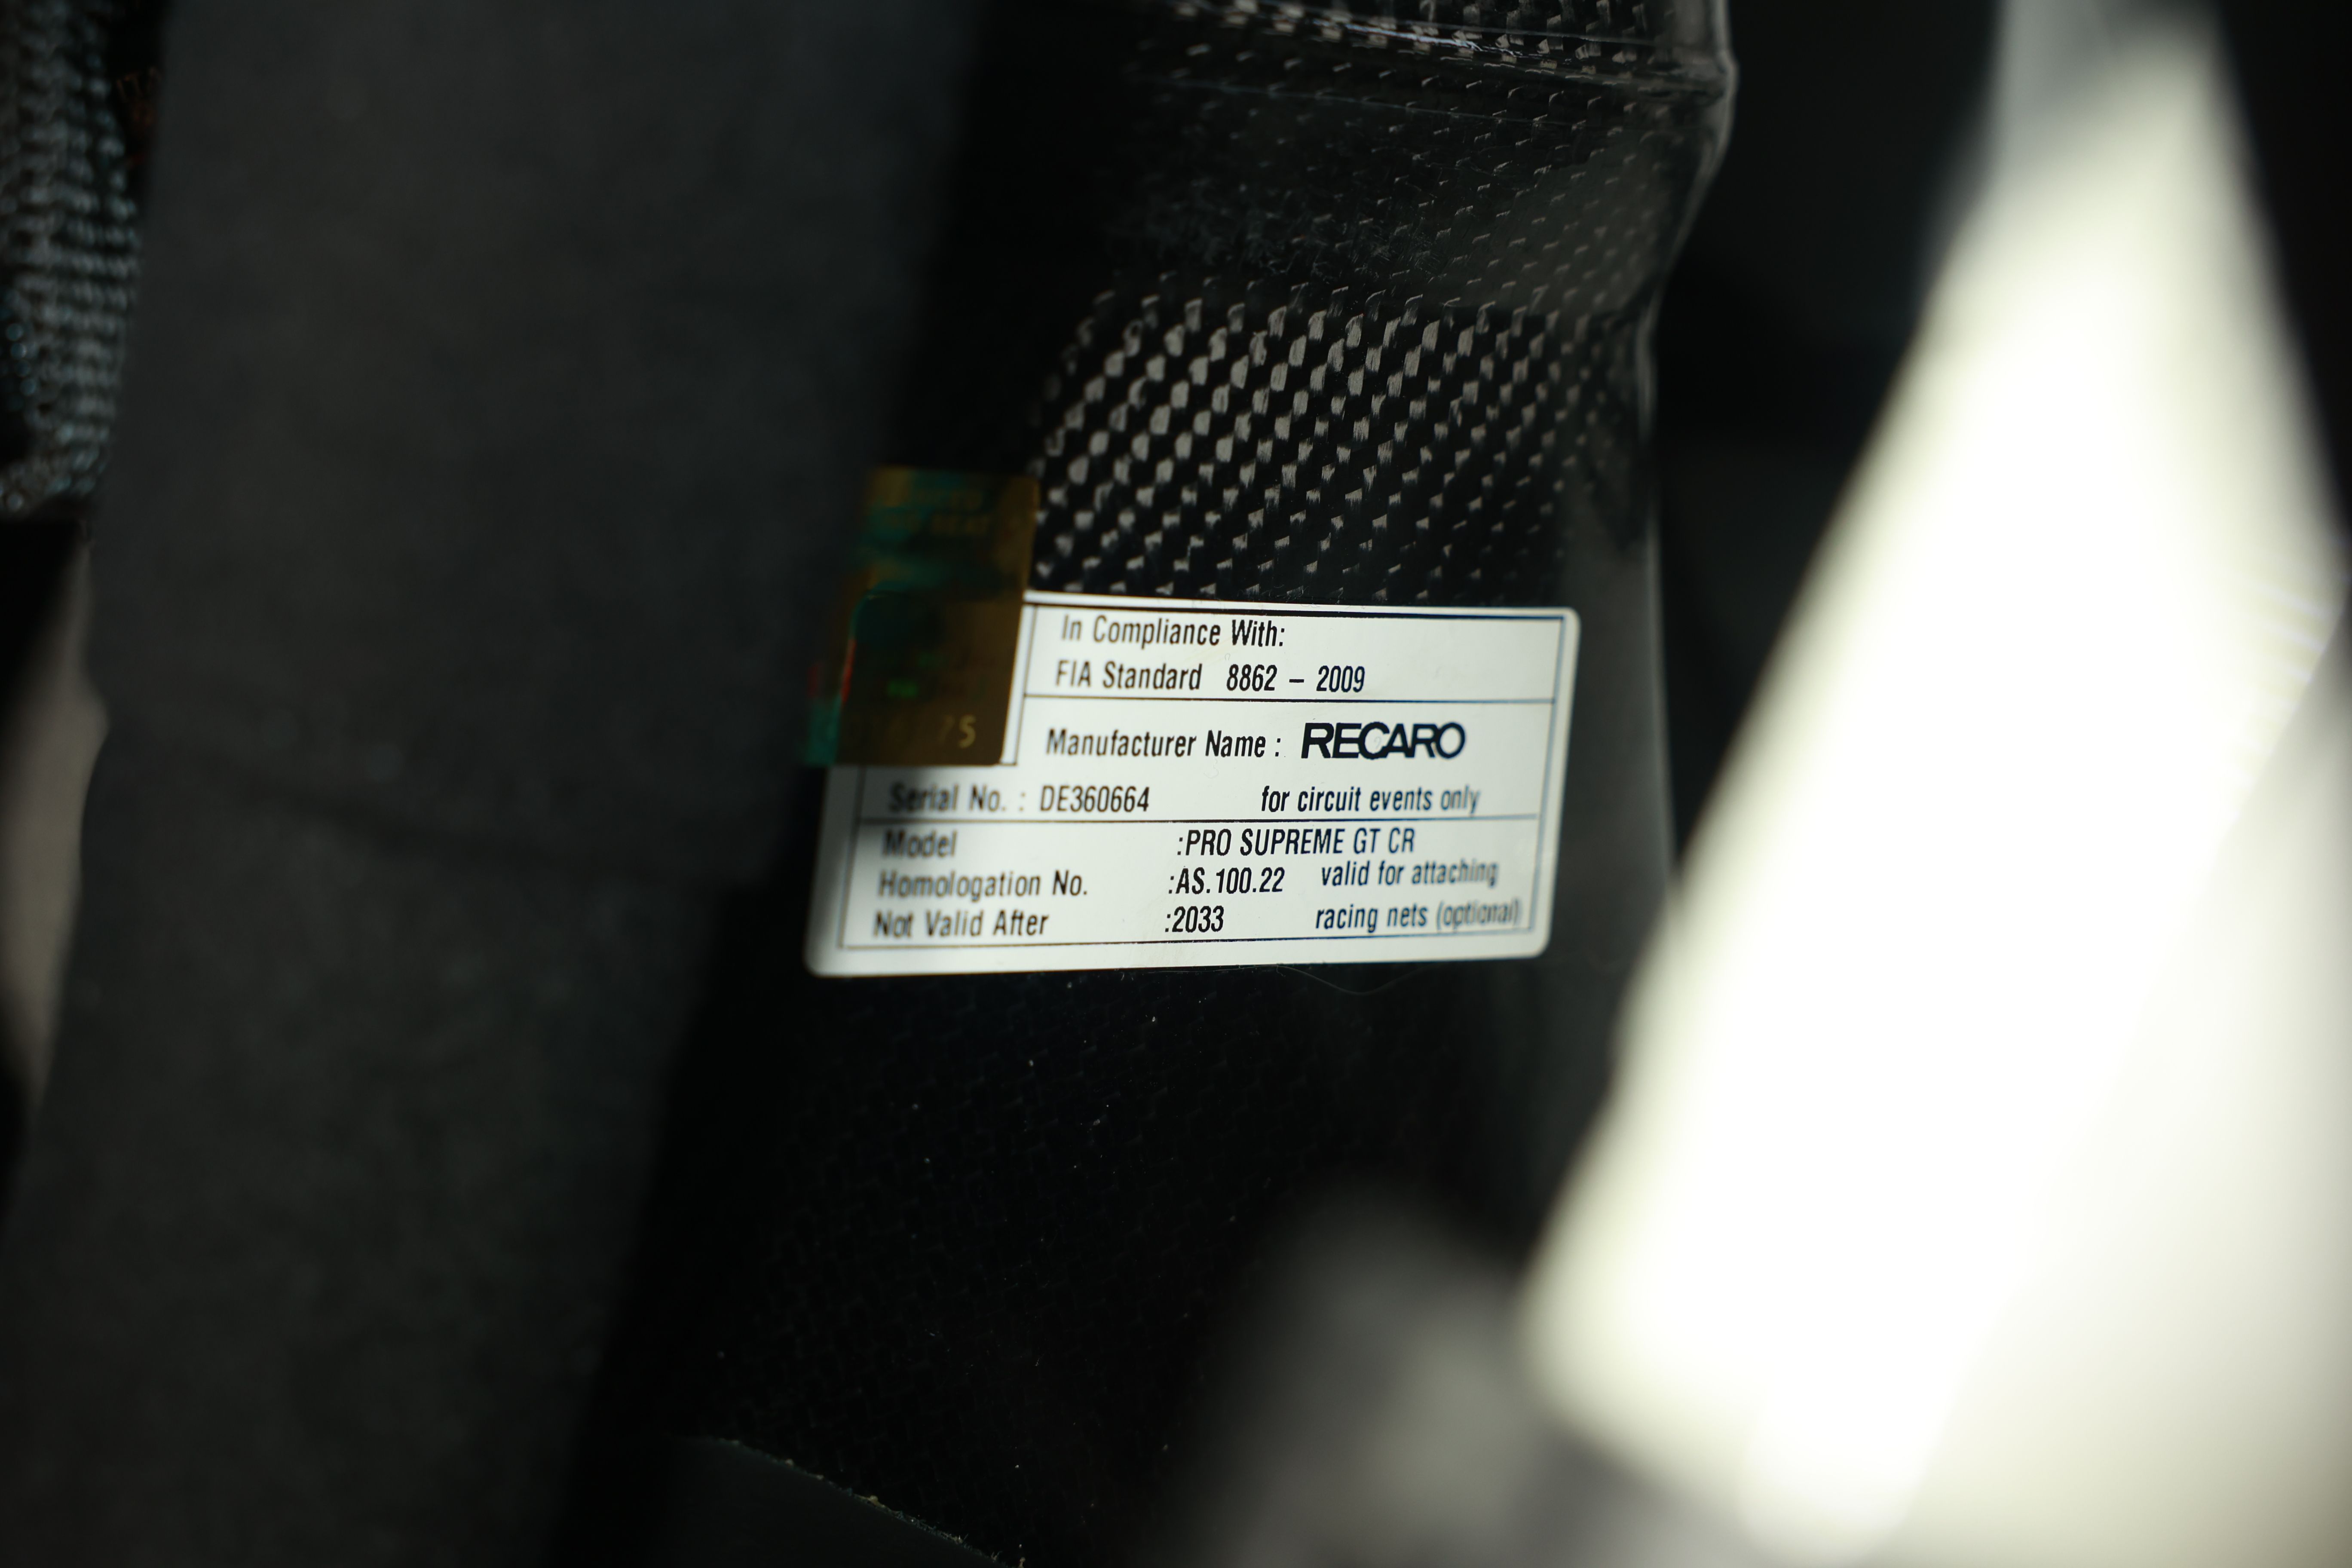 75
In Compliance With:
FIA Standard 8862 – 2009
Manufacturer Name : RECARO
Serial No. : DE360664 for circuit events only
Model :PRO SUPREME GT CR
Homologation No. :AS.100.22 valid for attaching
Not Valid After :2033 racing nets (optional)